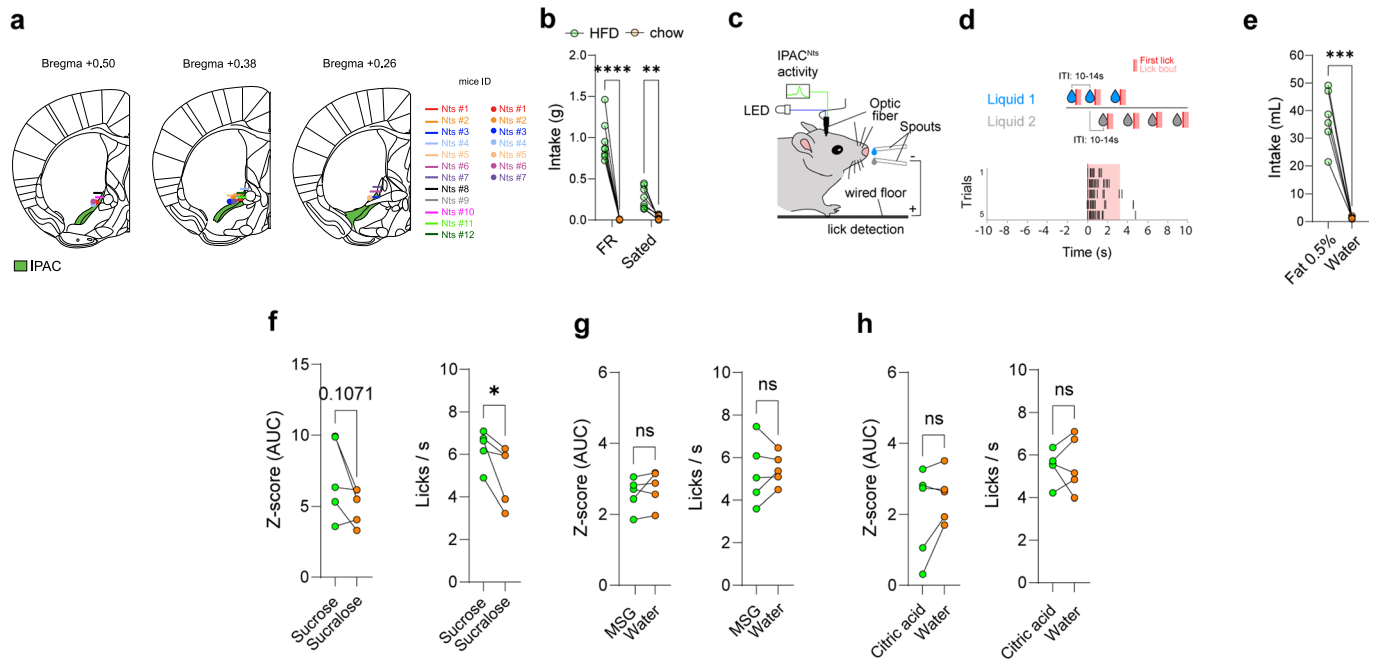 a
Bregma +0.50
Bregma +0.38
Bregma +0.26
mice ID
Nts #1
Nts #2
Nts #3
Nts #4
Nts #5
Nts #6
Nts #7
Nts #8
Nts #9
Nts #10
Nts #11
Nts #12
Nts #1
Nts #2
Nts #3
Nts #4
Nts #5
Nts #6
Nts #7
IPAC
b
HFD
chow
Intake (g)
2.0
1.5
1.0
0.5
0.0
****
**
FR
Sated
c
IPACNts
activity
LED
Optic
fiber
Spouts
-
wired floor
+
lick detection
d
First lick
Lick bout
ITI: 10-14s
Liquid 1
Liquid 2
ITI: 10-14s
Trials
1
5
-10 -8 -6 -4 -2 0 2 4 6 8 10
Time (s)
e
Intake (mL)
60
50
40
30
20
10
0
***
Fat 0.5%
Water
f
Z-score (AUC)
15
10
5
0
0.1071
Sucrose
Sucralose
Licks / s
10
8
6
4
2
0
*
Sucrose
Sucralose
g
Z-score (AUC)
6
4
2
0
ns
MSG
Water
Licks / s
10
8
6
4
2
0
ns
MSG
Water
h
Z-score (AUC)
6
4
2
0
ns
Citric acid
Water
Licks / s
10
8
6
4
2
0
ns
Citric acid
Water